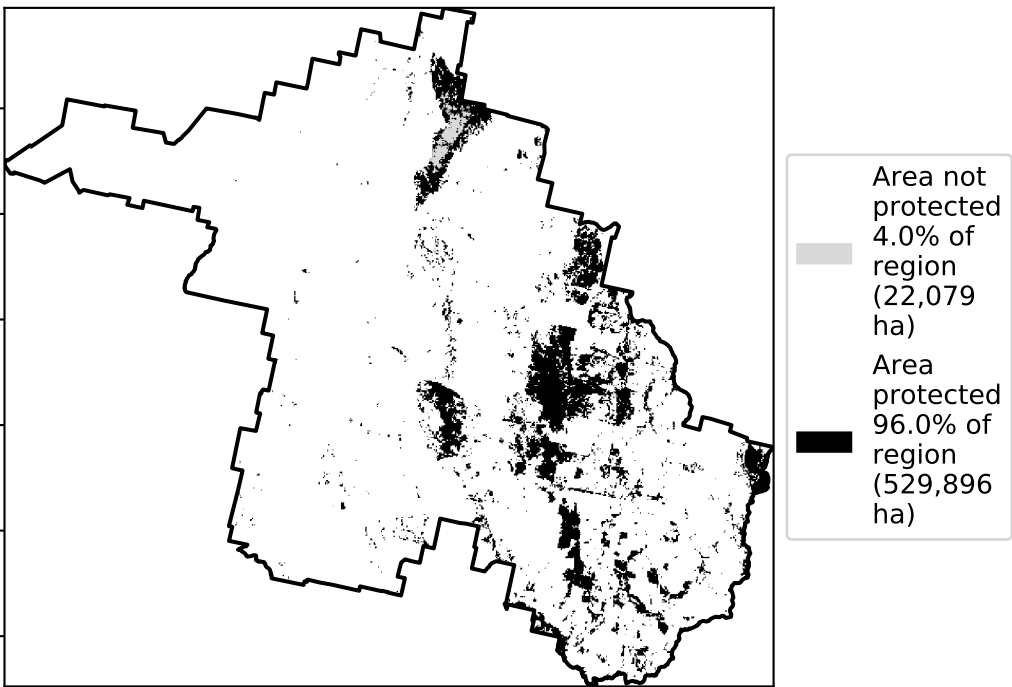 Area not
protected
4.0% of
region
(22,079
ha)
Area
protected
96.0% of
region
(529,896
ha)